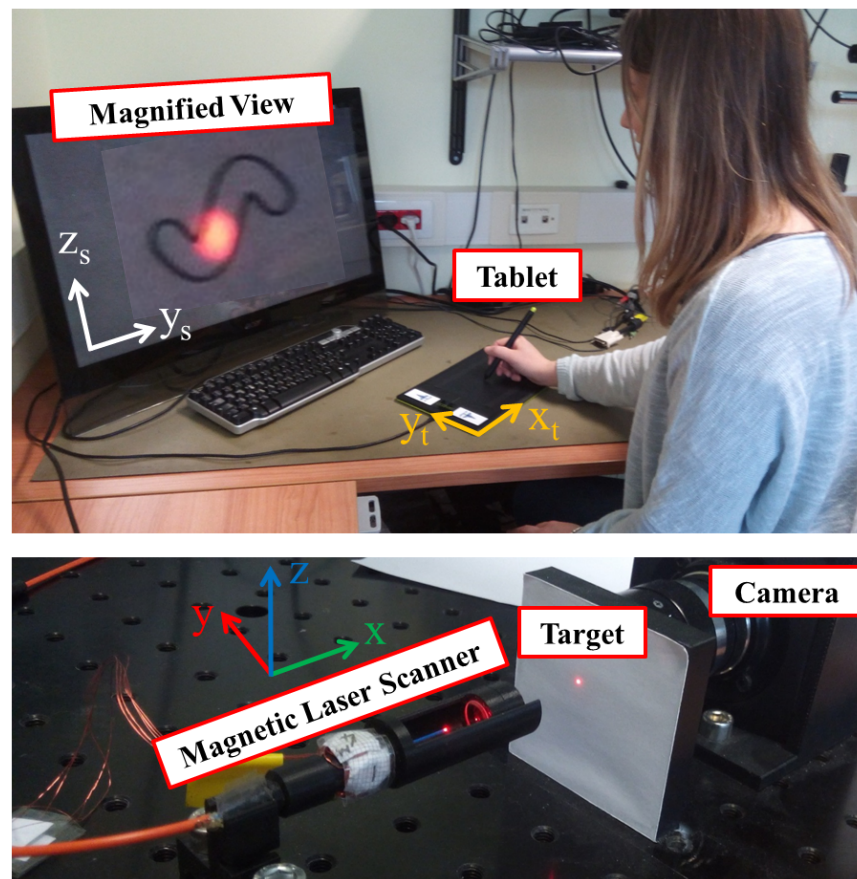 Magnified View
z_s
y_s
Tablet
y_t
x_t
z
y
x
Magnetic Laser Scanner
Target
Camera